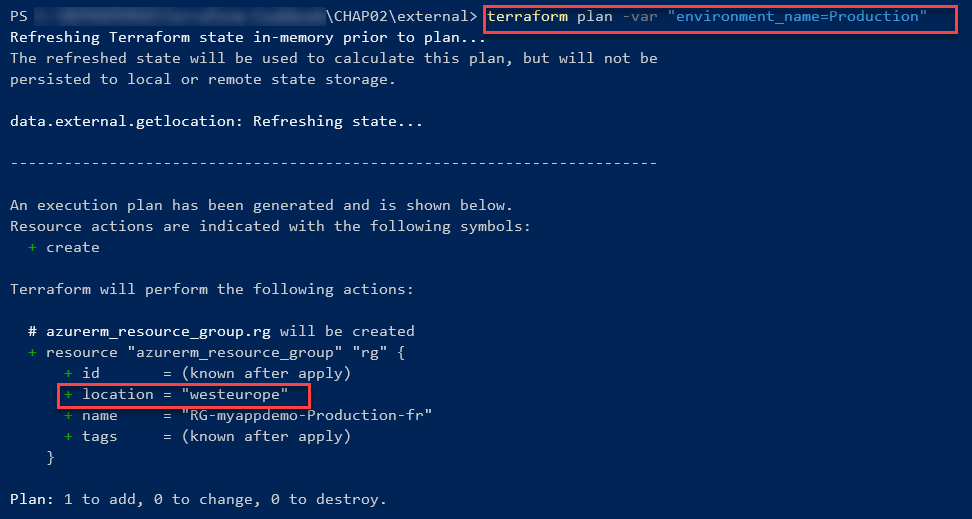 PS \CHAP02\external> terraform plan -var "environment_name=Production"
Refreshing Terraform state in-memory prior to plan...
The refreshed state will be used to calculate this plan, but will not be
persisted to local or remote state storage.
data.external.getlocation: Refreshing state...
------------------------------------------------------------------------
An execution plan has been generated and is shown below.
Resource actions are indicated with the following symbols:
+ create
Terraform will perform the following actions:
# azurerm_resource_group.rg will be created
+ resource "azurerm_resource_group" "rg" {
+ id       = (known after apply)
+ location = "westeurope"
+ name     = "RG-myappdemo-Production-fr"
+ tags     = (known after apply)
}
Plan: 1 to add, 0 to change, 0 to destroy.